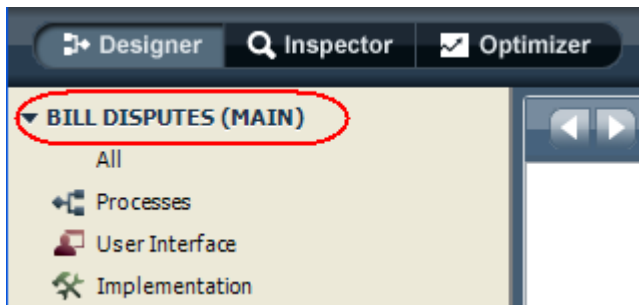 Designer Inspector Optimizer
BILL DISPUTES (MAIN)
All
Processes
User Interface
Implementation